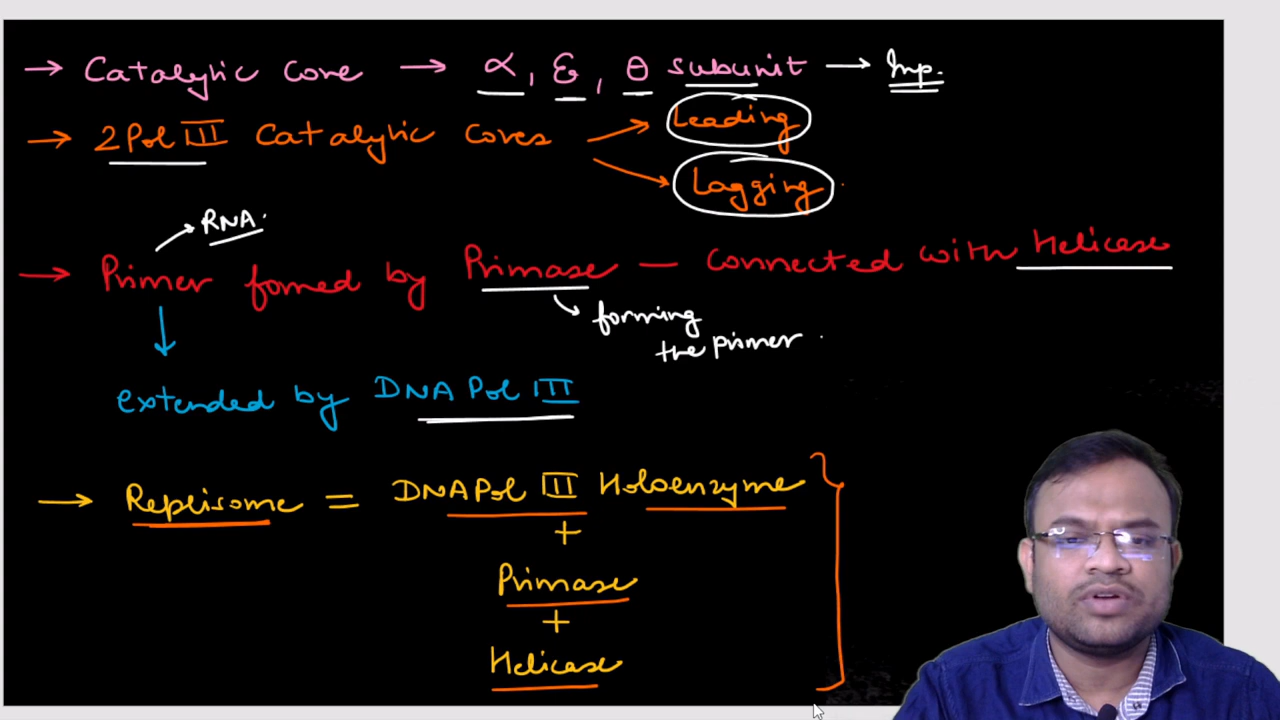 → Catalytic Core → α, ε, θ subunit → Imp.
→ 2 Pol III Catalytic Cores
Leading
Lagging
RNA.
→ Primer fomed by Primase — connected with Helicase
forming
the primer.
extended by DNA Pol III
→ Replisome = DNA Pol III Holoenzyme
+
Primase
+
Helicase